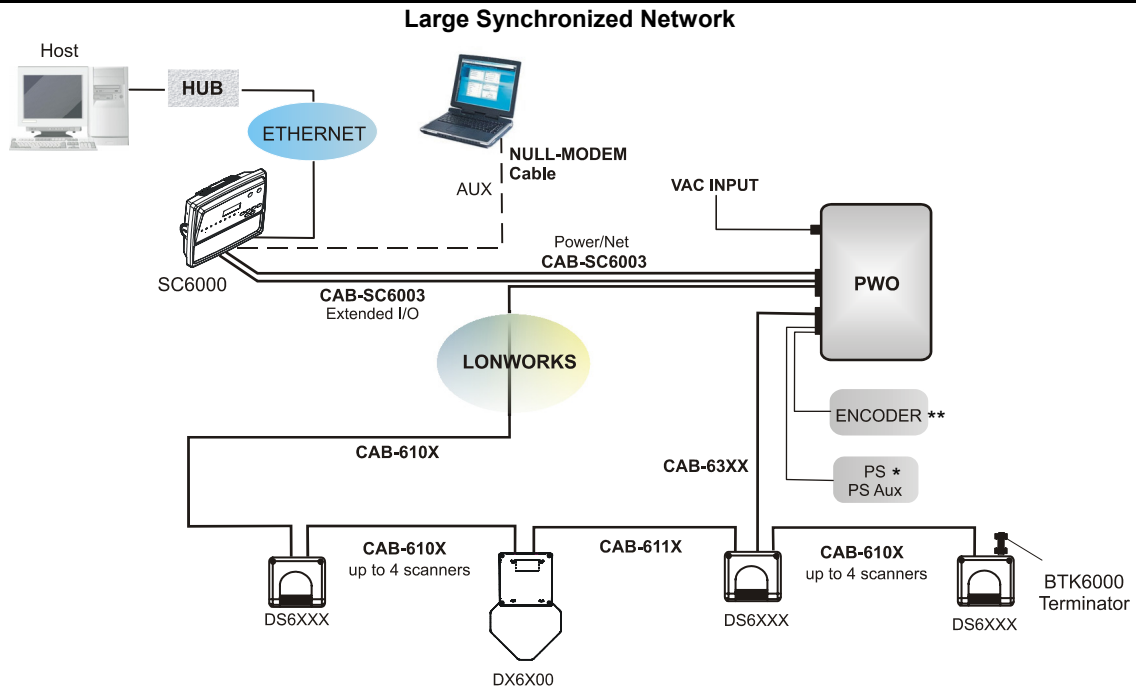 Large Synchronized Network
Host
HUB
ETHERNET
NULL-MODEM
Cable
AUX
VAC INPUT
SC6000
Power/Net
CAB-SC6003
CAB-SC6003
Extended I/O
PWO
LONWORKS
ENCODER **
CAB-610X
CAB-63XX
PS *
PS Aux
CAB-610X
up to 4 scanners
CAB-611X
CAB-610X
up to 4 scanners
BTK6000
Terminator
DS6XXX
DX6X00
DS6XXX
DS6XXX